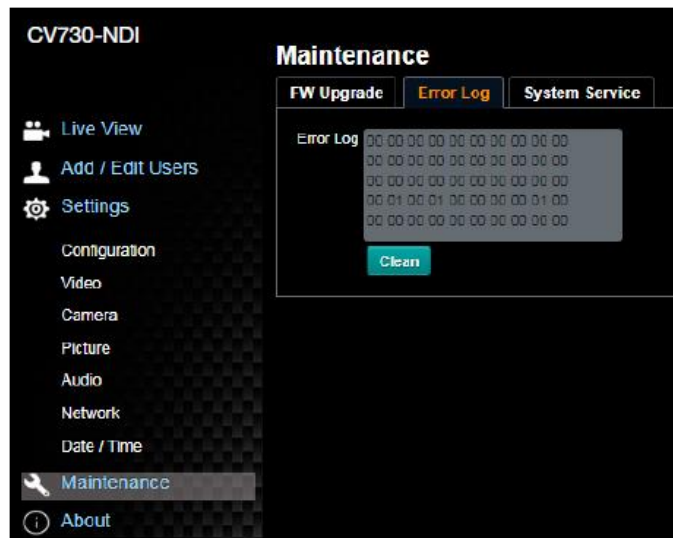 CV730-NDI
Live View
Add / Edit Users
Settings
Configuration
Video
Camera
Picture
Audio
Network
Date / Time
Maintenance
About
Maintenance
FW Upgrade Error Log System Service
Error Log
00 00 00 00 00 00 00 00 00 00
00 00 00 00 00 00 00 00 00 00
00 00 00 00 00 00 00 00 00 00
00 01 00 01 00 00 00 00 01 00
00 00 00 00 00 00 00 00 00 00
Clean